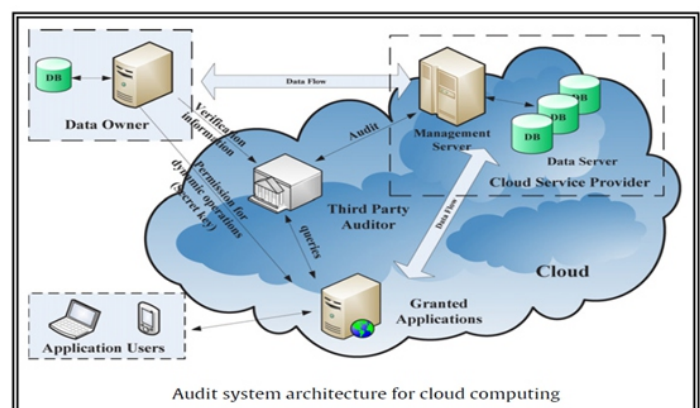 DB
Data Owner
Data Flow
Verification
information
Permission for
dynamic operations
(Secret key)
Audit
Management
Server
DB
DB
DB
Data Server
Cloud Service Provider
Third Party
Auditor
queries
Data Flow
Cloud
Granted
Applications
Application Users
Audit system architecture for cloud computing